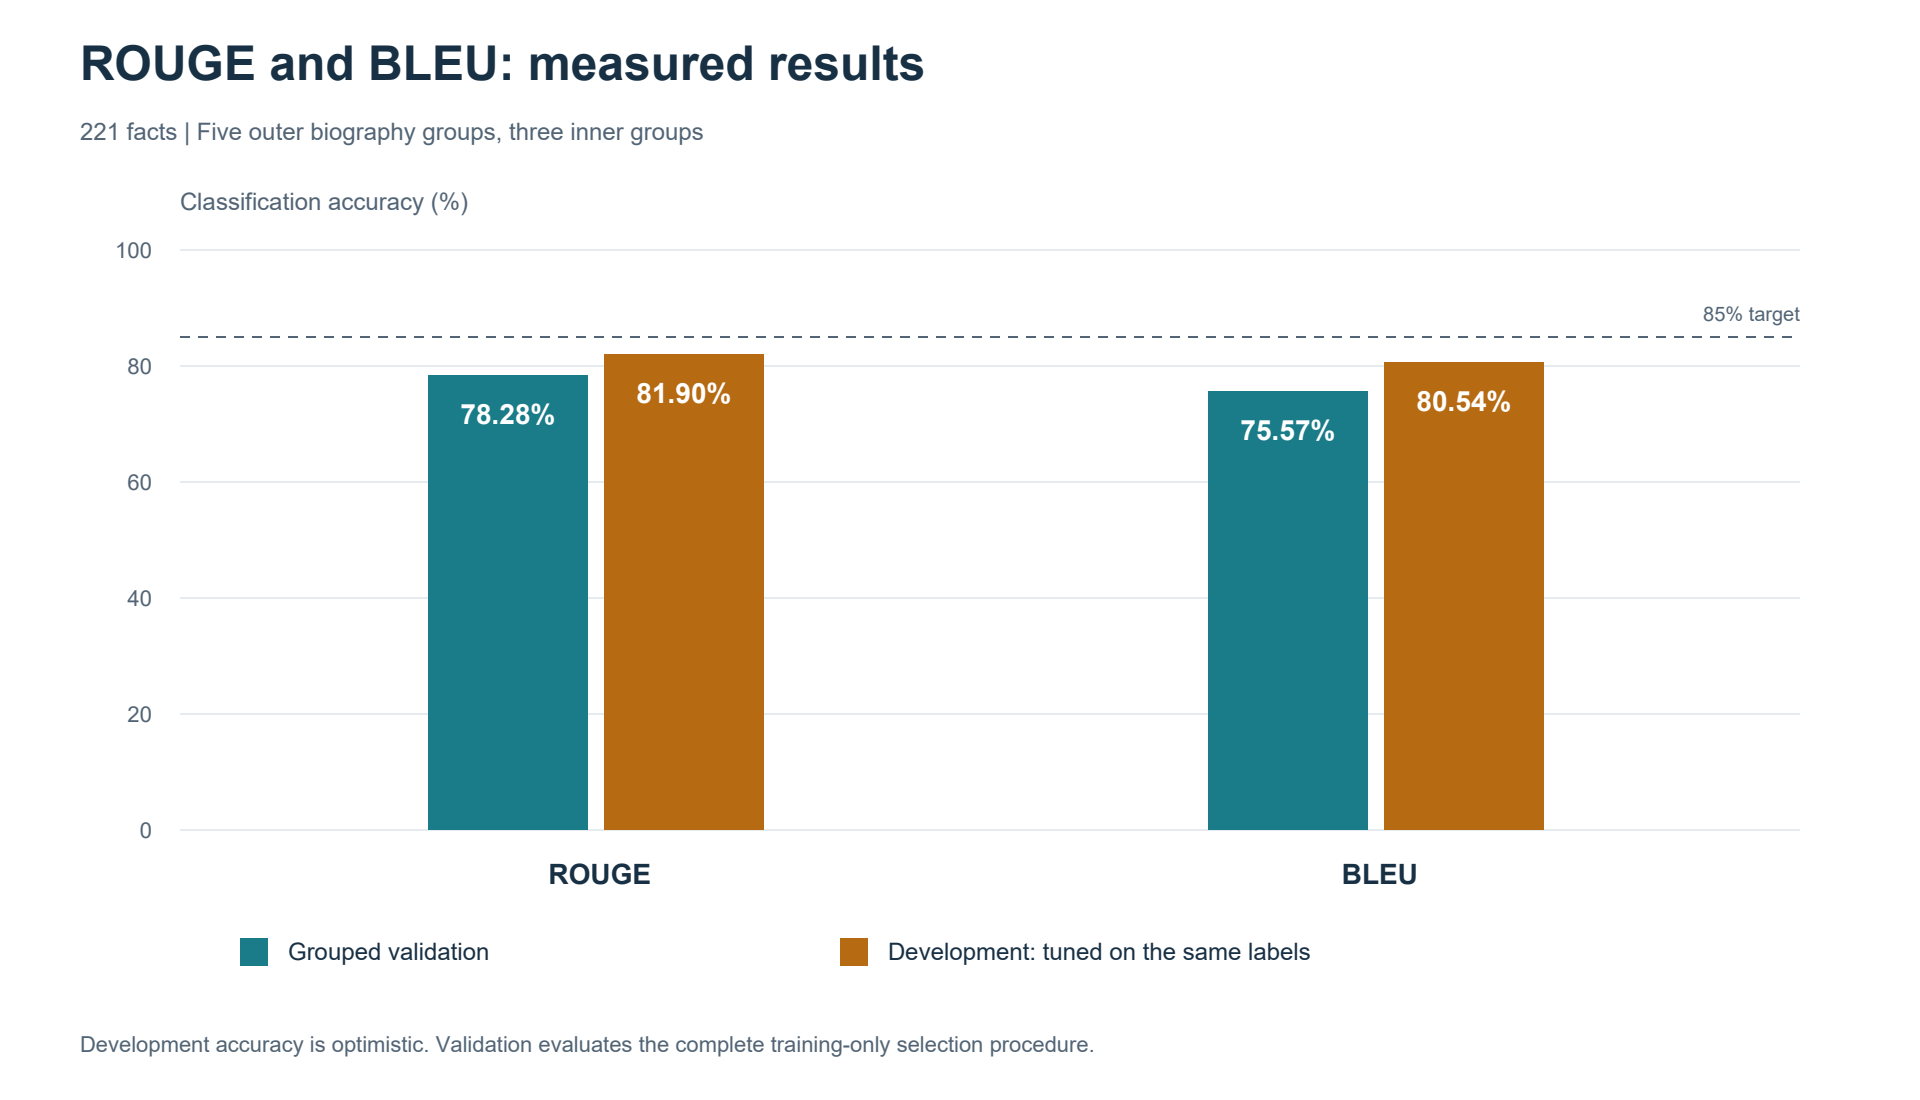 ROUGE and BLEU: measured results
221 facts | Five outer biography groups, three inner groups
Classification accuracy (%)
100
85% target
80
81.90%
80.54%
78.28%
75.57%
60
40
20
0
ROUGE
BLEU
Grouped validation
Development: tuned on the same labels
Development accuracy is optimistic. Validation evaluates the complete training-only selection procedure.